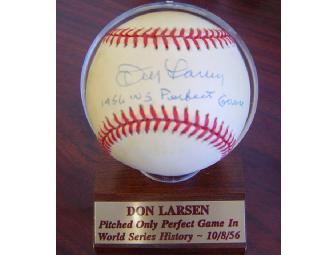 Don Larsen
1956 WS Perfect Game
DON LARSEN
Pitched Only Perfect Game In
World Series History ~ 10/8/56